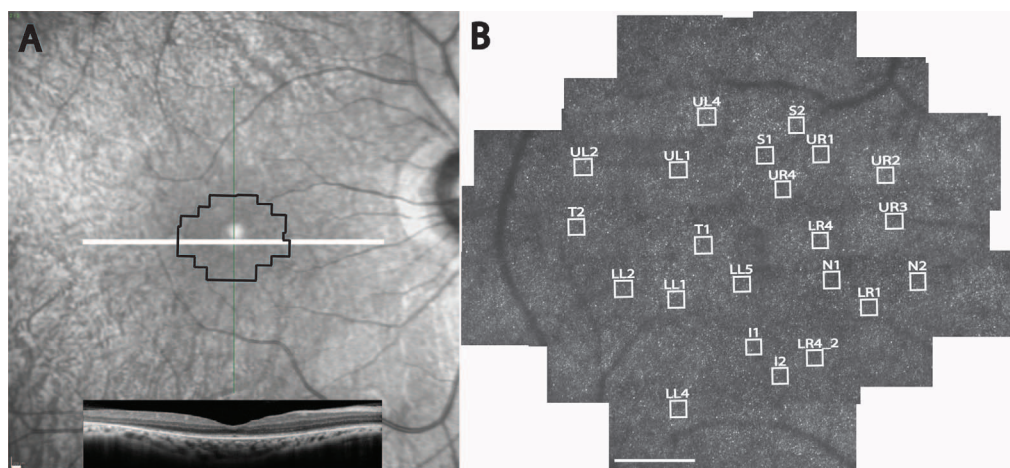 A
B
UL4
S2
S1
UR1
UL2
UL1
UR4
UR2
T2
T1
LR4
UR3
LL2
LL1
LL5
N1
N2
LR1
I1
LR4_2
I2
LL4